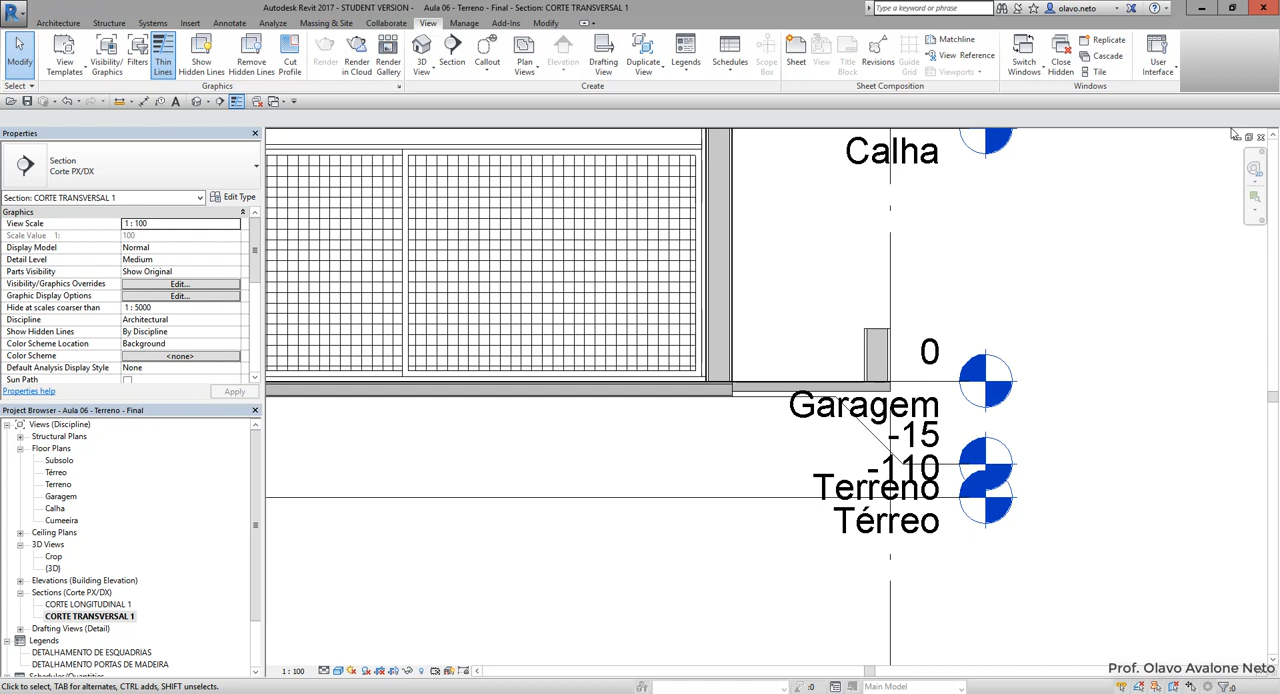 Autodesk Revit 2017 - STUDENT VERSION - Aula 06 - Terreno - Final - Section: CORTE TRANSVERSAL 1
Type a keyword or phrase
olavo.neto
Architecture Structure Systems Insert Annotate Analyze Massing & Site Collaborate View Manage Add-Ins Modify
Modify
View Templates
Visibility/ Graphics
Filters
Thin Lines
Show Hidden Lines
Remove Hidden Lines
Cut Profile
Render
Render in Cloud
Render Gallery
3D View
Section
Callout
Plan Views
Elevation
Drafting View
Duplicate View
Legends
Schedules
Scope Box
Sheet
View
Title Block
Revisions
Guide Grid
Matchline
View Reference
Viewports
Switch Windows
Close Hidden
Replicate
Cascade
Tile
User Interface
Select Graphics Create Sheet Composition Windows
Properties
Section
Corte PX/DX
Section: CORTE TRANSVERSAL 1 Edit Type
Graphics
View Scale 1 : 100
Scale Value 1: 100
Display Model Normal
Detail Level Medium
Parts Visibility Show Original
Visibility/Graphics Overrides Edit...
Graphic Display Options Edit...
Hide at scales coarser than 1 : 5000
Discipline Architectural
Show Hidden Lines By Discipline
Color Scheme Location Background
Color Scheme <none>
Default Analysis Display Style None
Sun Path
Properties help Apply
Project Browser - Aula 06 - Terreno - Final
Views (Discipline)
Structural Plans
Floor Plans
Subsolo
Térreo
Terreno
Garagem
Calha
Cumeeira
Ceiling Plans
3D Views
Crop
{3D}
Elevations (Building Elevation)
Sections (Corte PX/DX)
CORTE LONGITUDINAL 1
CORTE TRANSVERSAL 1
Drafting Views (Detail)
Legends
DETALHAMENTO DE ESQUADRIAS
DETALHAMENTO PORTAS DE MADEIRA
Schedules/Quantities
Calha
0
Garagem
-15
-110
Terreno
Térreo
1 : 100
Prof. Olavo Avalone Neto
Click to select, TAB for alternates, CTRL adds, SHIFT unselects.
:0
Main Model
:0